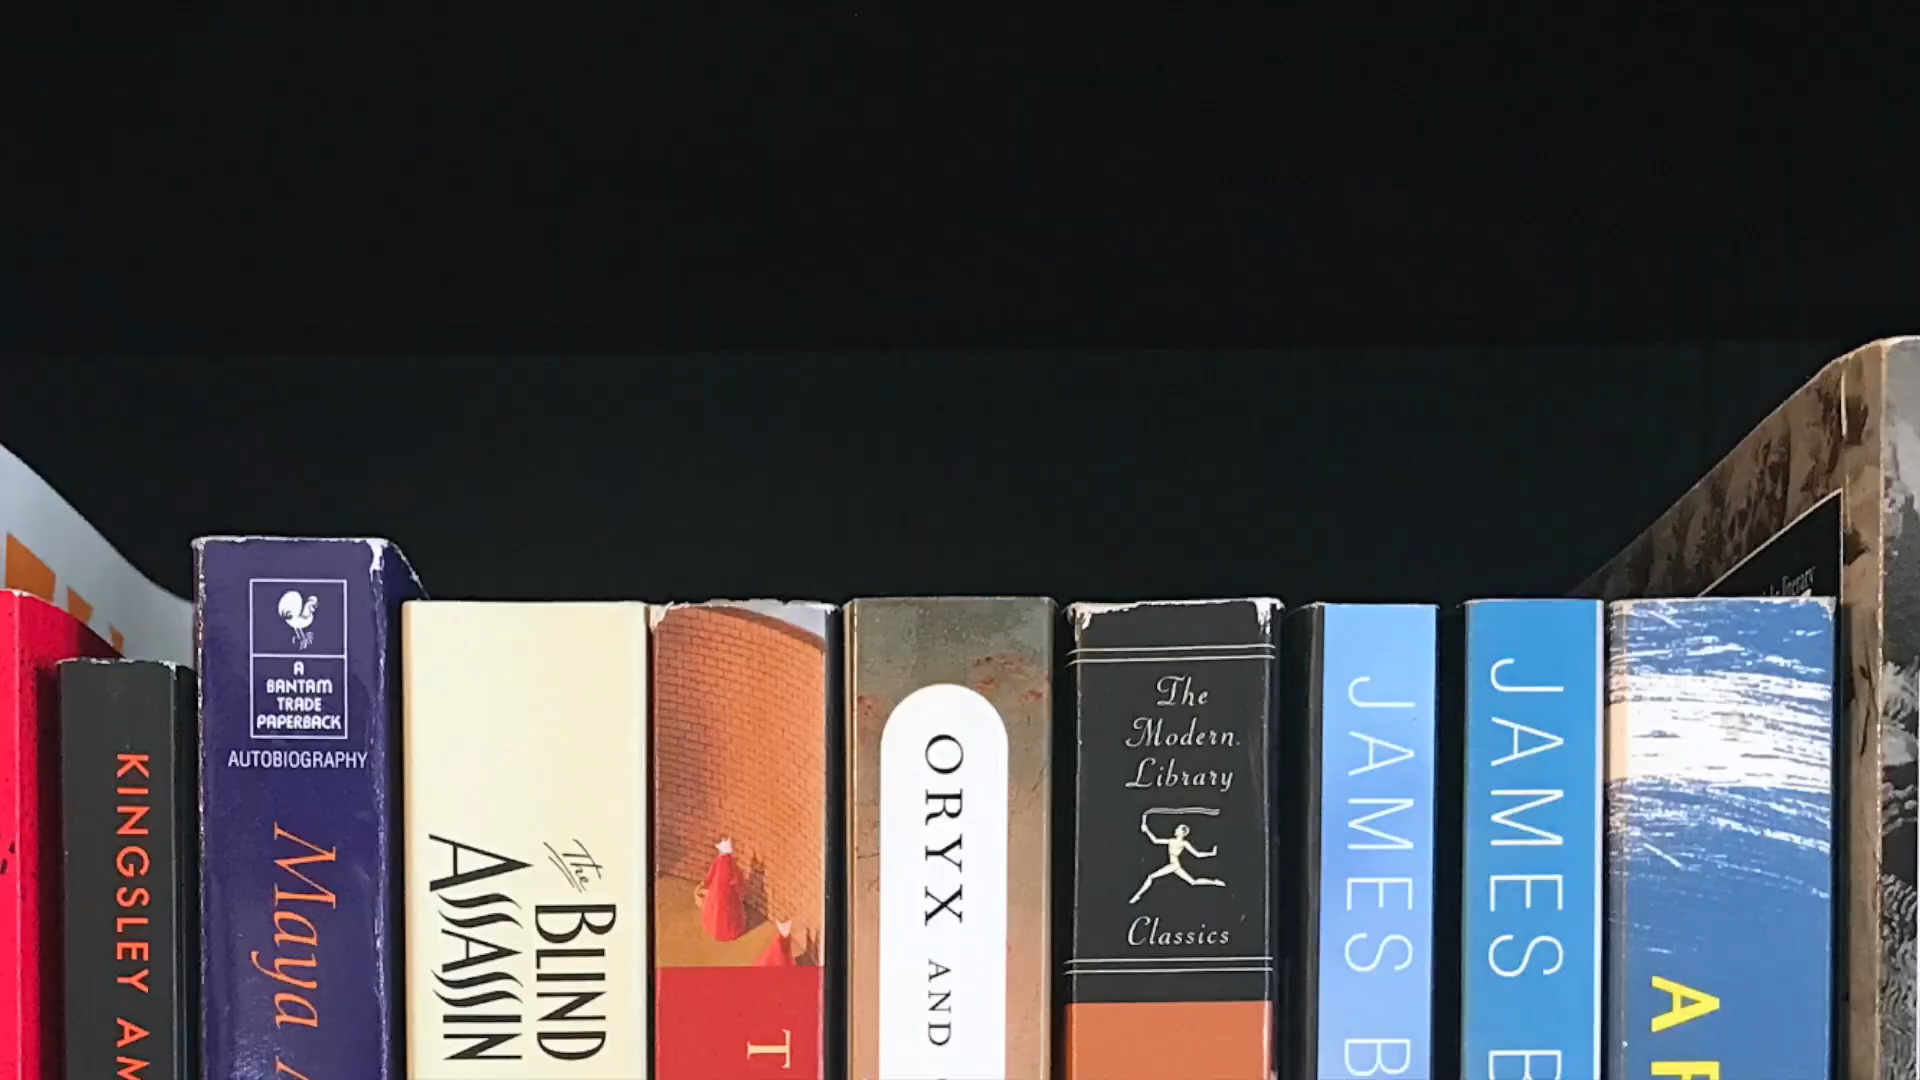 KINGSLEY AM
A
BANTAM
TRADE
PAPERBACK
AUTOBIOGRAPHY
Maya
The
BLIND
ASSASSIN
T
ORYX AND
The
Modern
Library
Classics
JAMES B
JAMES B
A